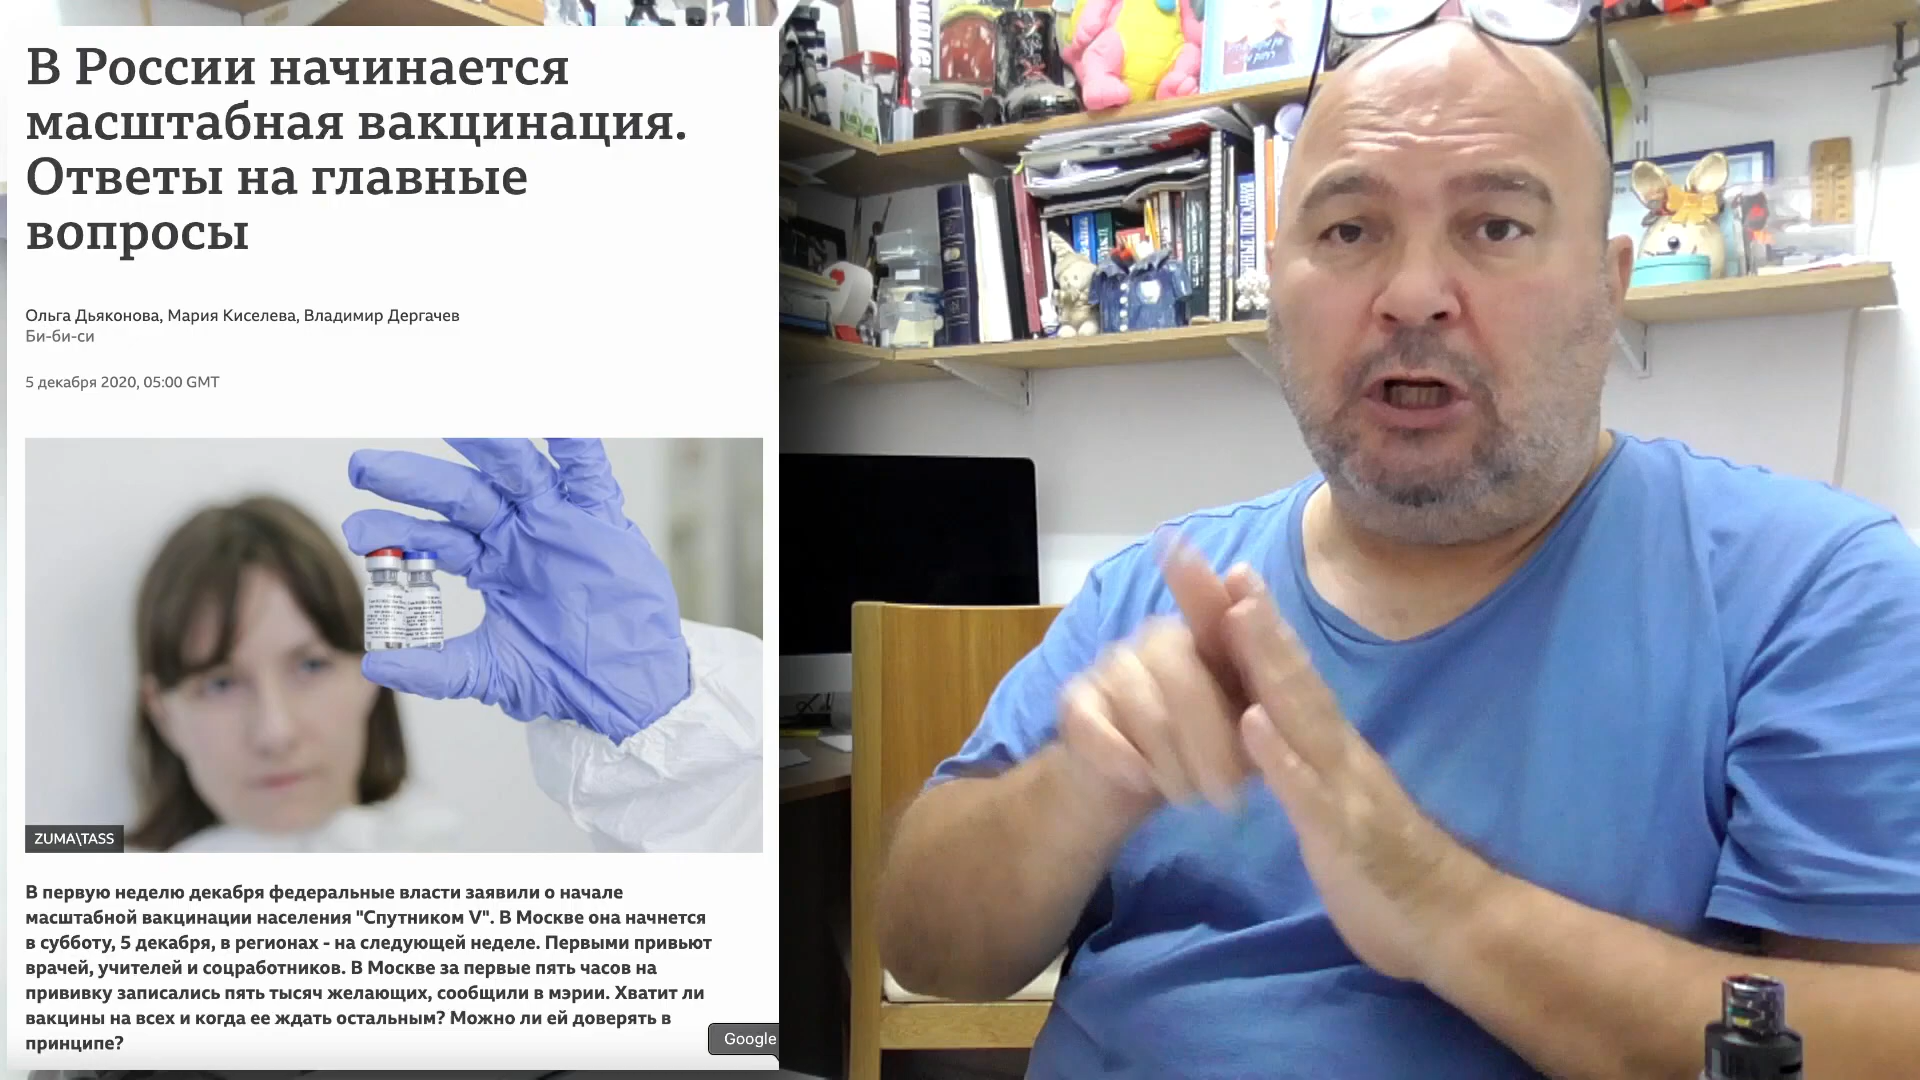 В России начинается
масштабная вакцинация.
Ответы на главные
вопросы
Ольга Дьяконова, Мария Киселева, Владимир Дергачев
Би-би-си
5 декабря 2020, 05:00 GMT
ZUMA\TASS
В первую неделю декабря федеральные власти заявили о начале
масштабной вакцинации населения "Спутником V". В Москве она начнется
в субботу, 5 декабря, в регионах - на следующей неделе. Первыми привьют
врачей, учителей и соцработников. В Москве за первые пять часов на
прививку записались пять тысяч желающих, сообщили в мэрии. Хватит ли
вакцины на всех и когда ее ждать остальным? Можно ли ей доверять в
принципе?
Google